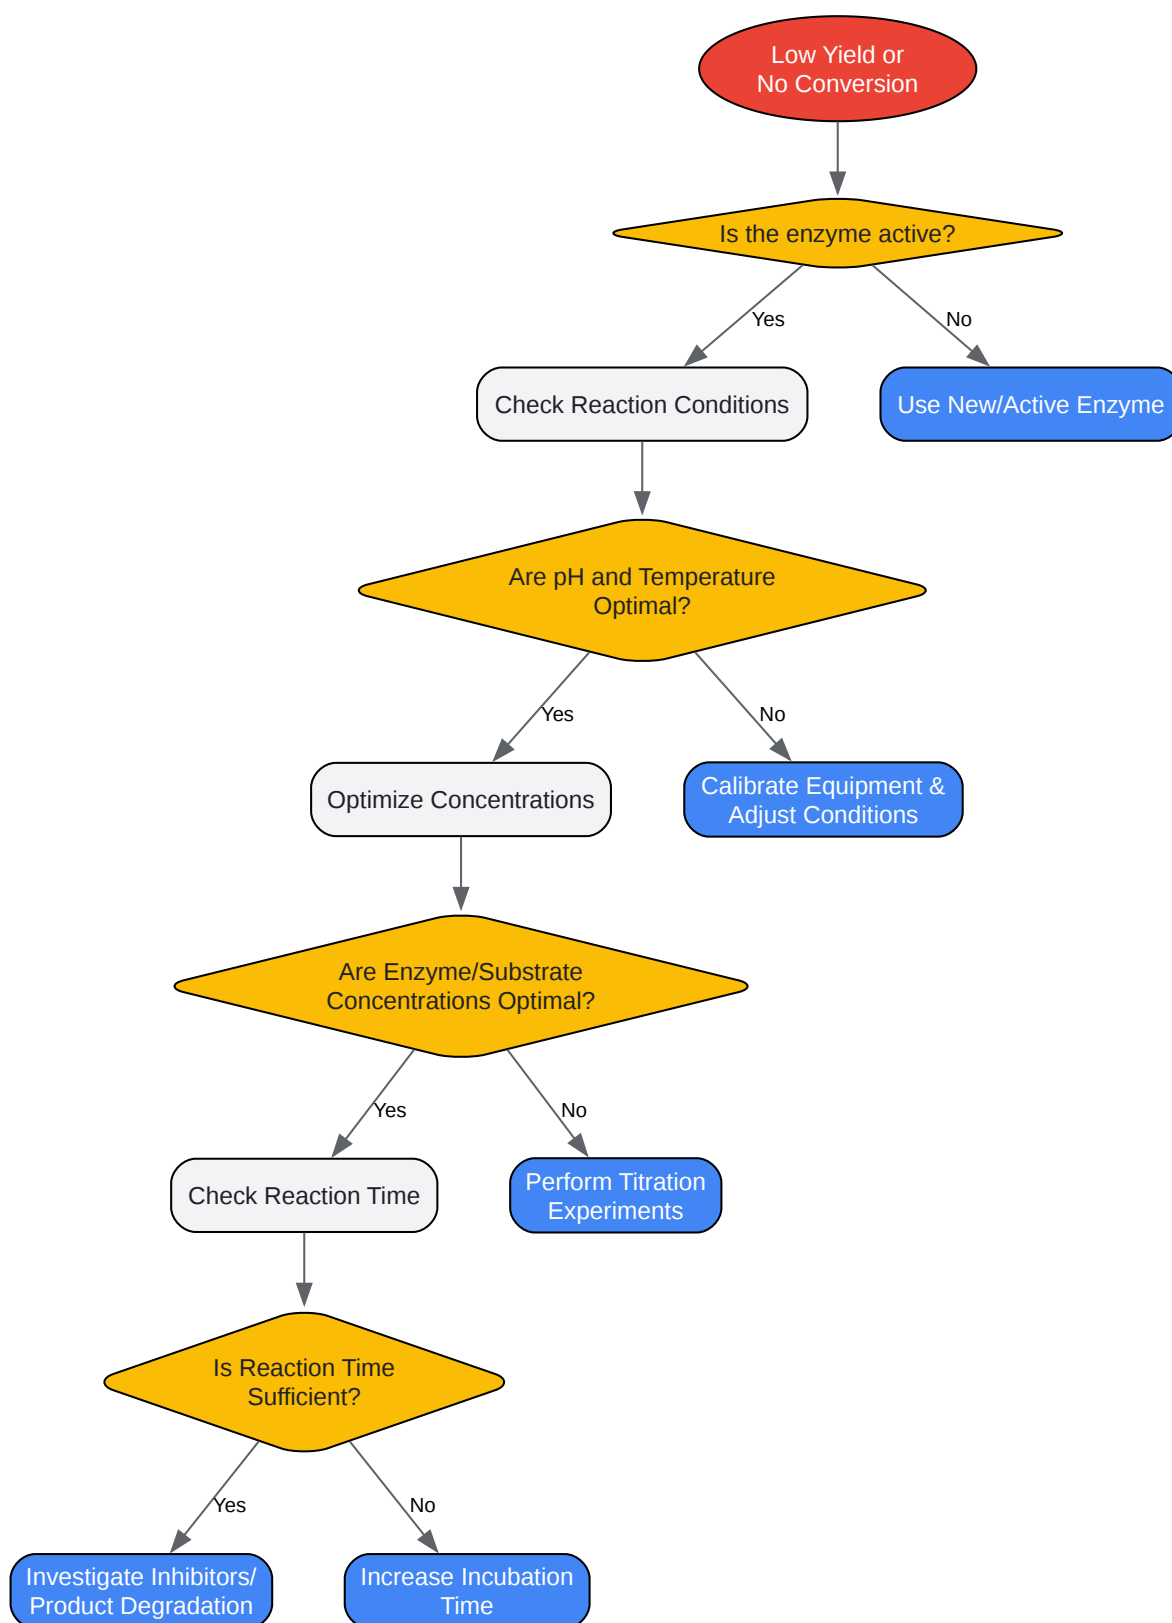 Low Yield or
No Conversion
Is the enzyme active?
Yes
No
Check Reaction Conditions
Use New/Active Enzyme
Are pH and Temperature
Optimal?
Yes
No
Optimize Concentrations
Calibrate Equipment &
Adjust Conditions
Are Enzyme/Substrate
Concentrations Optimal?
Yes
No
Check Reaction Time
Perform Titration
Experiments
Is Reaction Time
Sufficient?
Yes
No
Investigate Inhibitors/
Product Degradation
Increase Incubation
Time